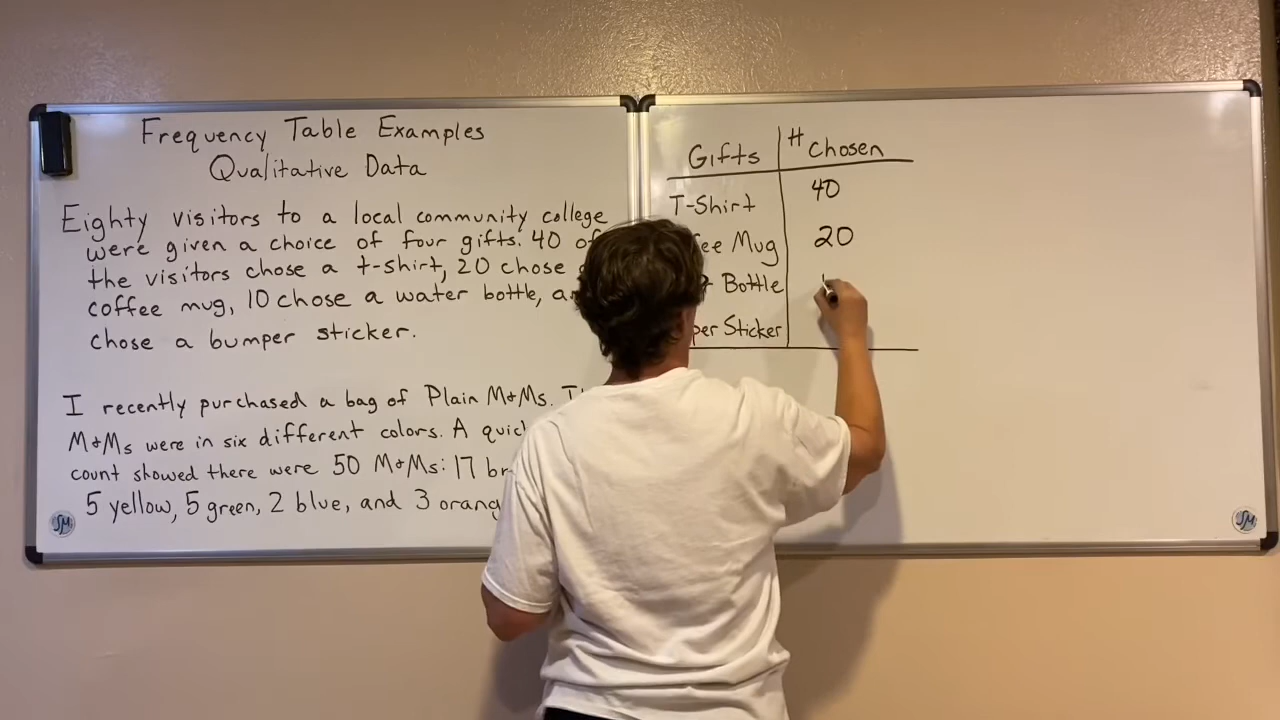 Frequency Table Examples
Qualitative Data
Eighty visitors to a local community college
were given a choice of four gifts. 40 of
the visitors chose a t-shirt, 20 chose
coffee mug, 10 chose a water bottle,
chose a bumper sticker.
I recently purchased a bag of Plain M&Ms.
M&Ms were in six different colors. A
count showed there were 50 M&Ms: 17
5 yellow, 5 green, 2 blue, and 3
SM
Gifts # Chosen
T-Shirt 40
Mug 20
Bottle
Sticker
SM